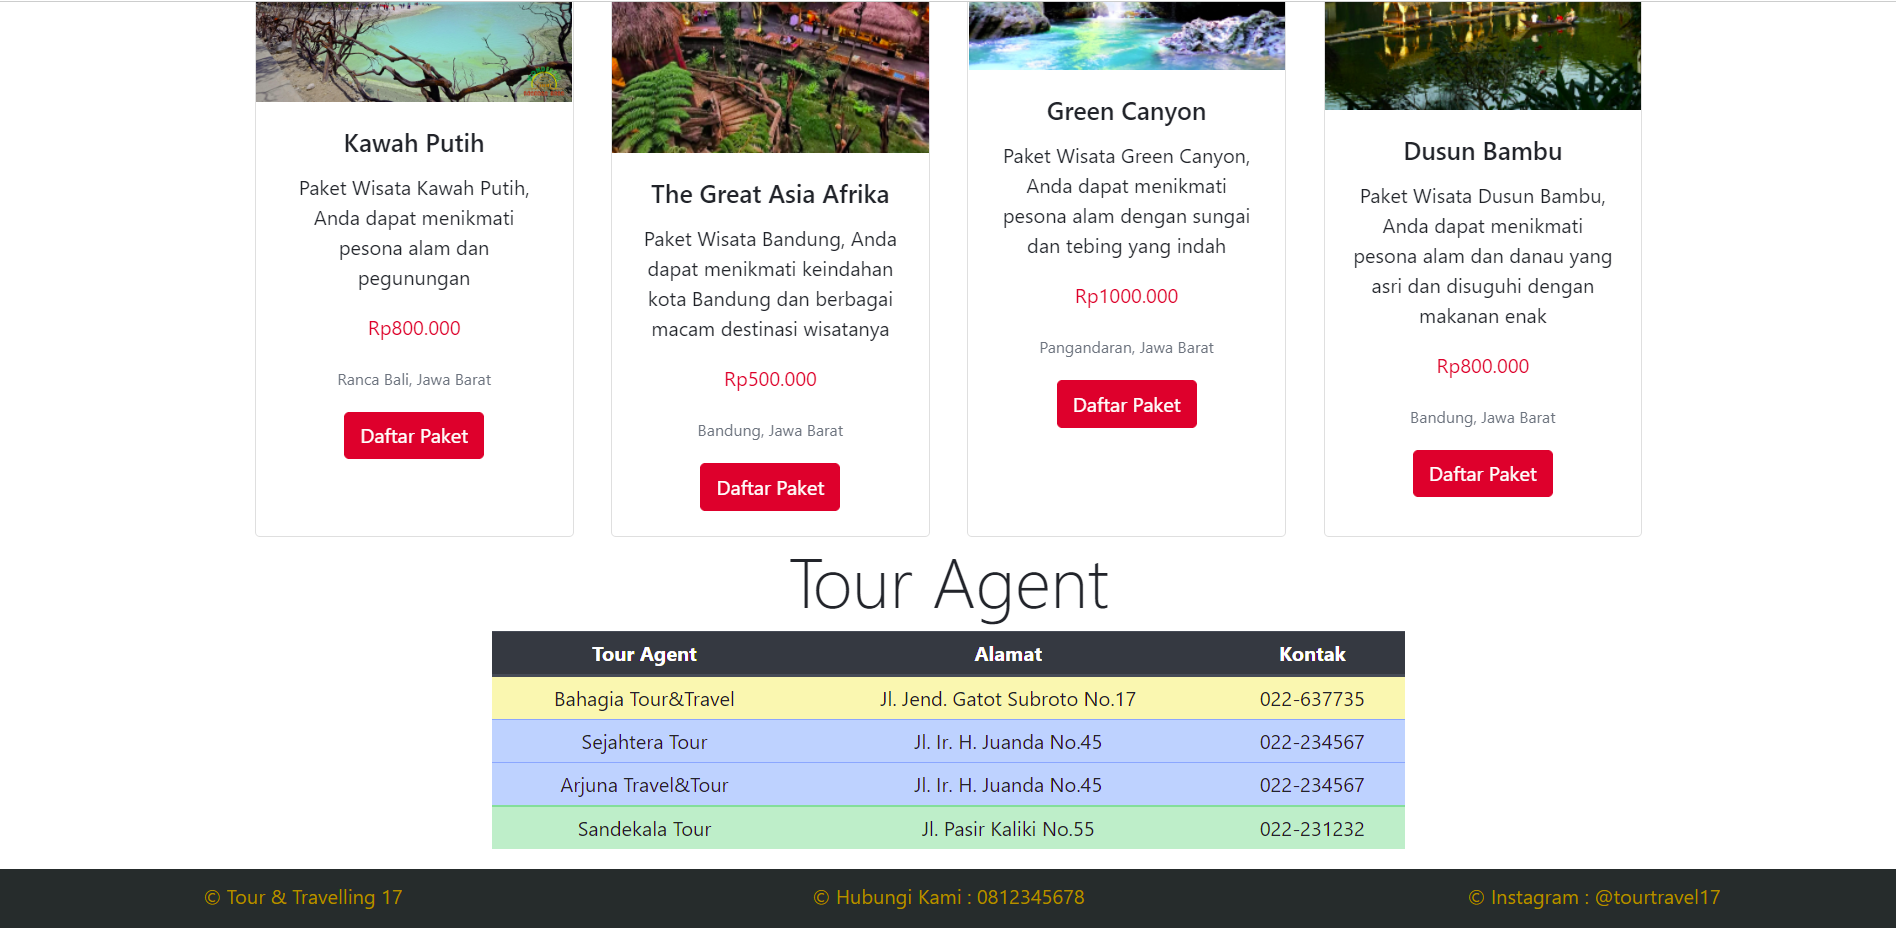 Kawah Putih
Paket Wisata Kawah Putih,
Anda dapat menikmati
pesona alam dan
pegunungan
Rp800.000
Ranca Bali, Jawa Barat
Daftar Paket
The Great Asia Afrika
Paket Wisata Bandung, Anda
dapat menikmati keindahan
kota Bandung dan berbagai
macam destinasi wisatanya
Rp500.000
Bandung, Jawa Barat
Daftar Paket
Green Canyon
Paket Wisata Green Canyon,
Anda dapat menikmati
pesona alam dengan sungai
dan tebing yang indah
Rp1000.000
Pangandaran, Jawa Barat
Daftar Paket
Dusun Bambu
Paket Wisata Dusun Bambu,
Anda dapat menikmati
pesona alam dan danau yang
asri dan disuguhi dengan
makanan enak
Rp800.000
Bandung, Jawa Barat
Daftar Paket
Tour Agent
Tour Agent Alamat Kontak
Bahagia Tour&Travel Jl. Jend. Gatot Subroto No.17 022-637735
Sejahtera Tour Jl. Ir. H. Juanda No.45 022-234567
Arjuna Travel&Tour Jl. Ir. H. Juanda No.45 022-234567
Sandekala Tour Jl. Pasir Kaliki No.55 022-231232
© Tour & Travelling 17 © Hubungi Kami : 0812345678 © Instagram : @tourtravel17